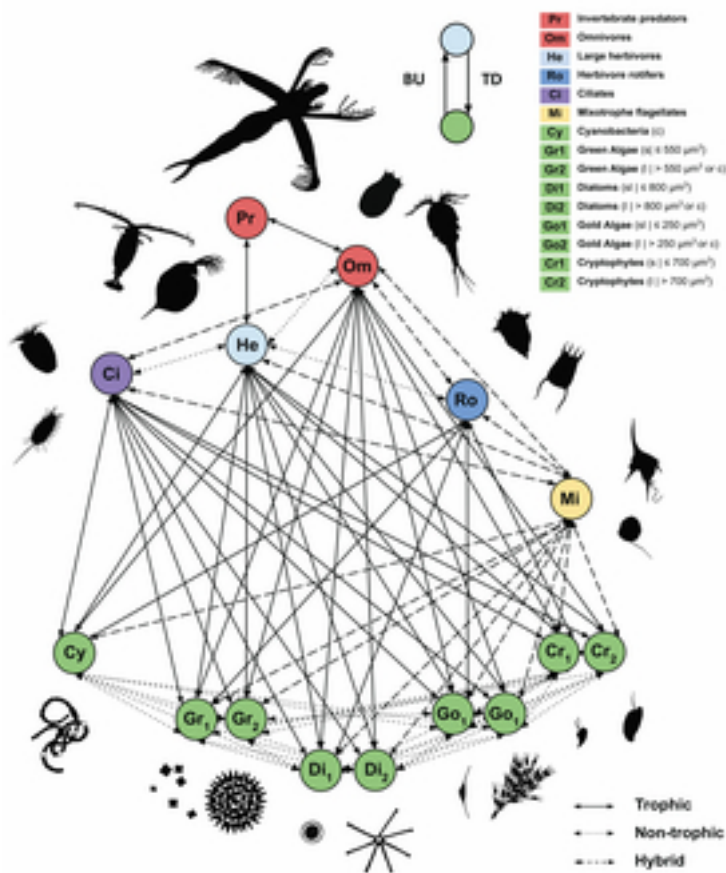 Pr Invertebrate predators
Om Omnivores
He Large herbivores
Ro Herbivore rotifers
Ci Ciliates
Mi Mixotrophe flagellates
Cy Cyanobacteria (c)
Gr1 Green Algae (s| ≤ 550 μm³)
Gr2 Green Algae (l | > 550 μm³ or c)
Di1 Diatoms (s| ≤ 800 μm³)
Di2 Diatoms (l | > 800 μm³ or c)
Go1 Gold Algae (s| ≤ 250 μm³)
Go2 Gold Algae (l | > 250 μm³ or c)
Cr1 Cryptophytes (s | ≤ 700 μm³)
Cr2 Cryptophytes (l | > 700 μm³)
BU TD
Pr
Om
He
Ci
Ro
Mi
Cy
Cr₁ Cr₂
Gr₁ Gr₂
Go₁ Go₁
Di₁ Di₂
Trophic
Non-trophic
Hybrid